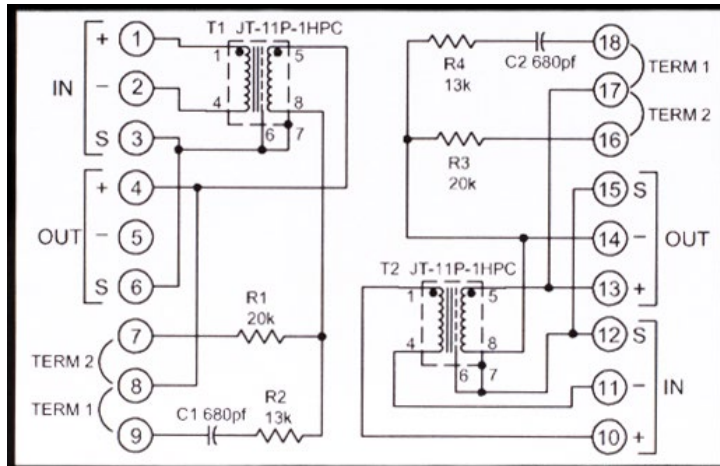 T1 JT-11P-1HPC
+ 1
IN - 2
S 3
+ 4
OUT - 5
S 6
7
TERM 2
8
TERM 1
9
1 5
4 8
6 7
R1
20k
C1 680pf
R2
13k
R4
13k
C2 680pf
18
TERM 1
17
TERM 2
16
R3
20k
15 S
14 - OUT
13 +
T2 JT-11P-1HPC
1 5
4 8
6 7
12 S
11 - IN
10 +